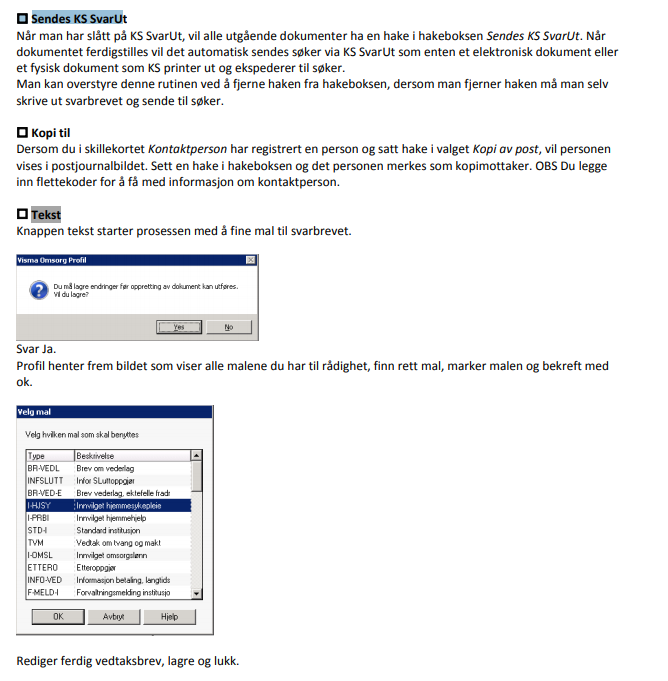 Sendes KS SvarUt
Når man har slått på KS SvarUt, vil alle utgående dokumenter ha en hake i hakeboksen Sendes KS SvarUt. Når
dokumentet ferdigstilles vil det automatisk sendes søker via KS SvarUt som enten et elektronisk dokument eller
et fysisk dokument som KS printer ut og ekspederer til søker.
Man kan overstyre denne rutinen ved å fjerne haken fra hakeboksen, dersom man fjerner haken må man selv
skrive ut svarbrevet og sende til søker.
Kopi til
Dersom du i skillekortet Kontaktperson har registrert en person og satt hake i valget Kopi av post, vil personen
vises i postjournalbildet. Sett en hake i hakeboksen og det personen merkes som kopimottaker. OBS Du legge
inn flettekoder for å få med informasjon om kontaktperson.
Tekst
Knappen tekst starter prosessen med å fine mal til svarbrevet.
Visma Omsorg Profil
Du må lagre endringer før oppretting av dokument kan utføres.
Vil du lagre?
Yes No
Svar Ja.
Profil henter frem bildet som viser alle malene du har til rådighet, finn rett mal, marker malen og bekreft med
ok.
Velg mal
Velg hvilken mal som skal benyttes
Type Beskrivelse
BR-VEDL Brev om vederlag
INFSLUTT Infor SLuttoppgjør
BR-VED-E Brev vederlag, ektefelle fradr
I-HJSY Innvilget hjemmesykepleie
I-PRBI Innvilget hjemmehjelp
STD-I Standard institusjon
TVM Vedtak om tvang og makt
I-OMSL Innvilget omsorgslønn
ETTERO Etteroppgjør
INFO-VED Informasjon betaling, langtids
F-MELD-I Forvaltningsmelding institusjo
OK Avbryt Hjelp
Rediger ferdig vedtaksbrev, lagre og lukk.